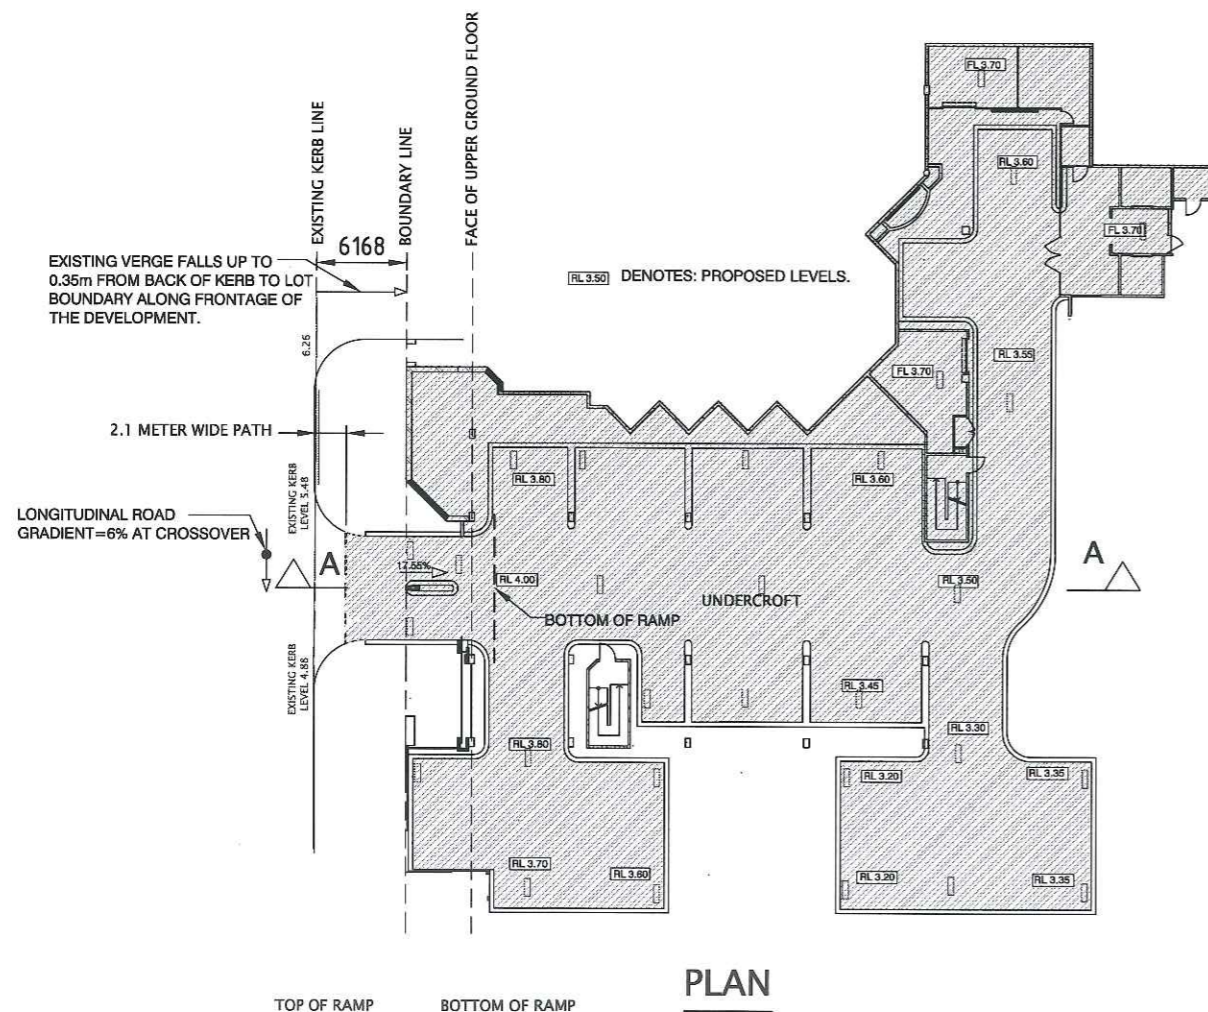 EXISTING KERB LINE
BOUNDARY LINE
FACE OF UPPER GROUND FLOOR
6168
EXISTING VERGE FALLS UP TO
0.35m FROM BACK OF KERB TO LOT
BOUNDARY ALONG FRONTAGE OF
THE DEVELOPMENT.
RL 3.50 DENOTES: PROPOSED LEVELS.
FL 3.70
RL 3.60
FL 3.70
6.26
RL 3.55
FL 3.70
2.1 METER WIDE PATH
EXISTING KERB
LEVEL 5.48
RL 3.80
RL 3.60
LONGITUDINAL ROAD
GRADIENT=6% AT CROSSOVER
A
17.55%
RL 4.00
UNDERCROFT
RL 3.50
A
BOTTOM OF RAMP
EXISTING KERB
LEVEL 4.86
RL 3.45
RL 3.80
RL 3.30
RL 3.20
RL 3.35
RL 3.70
RL 3.60
RL 3.20
RL 3.35
PLAN
TOP OF RAMP
BOTTOM OF RAMP